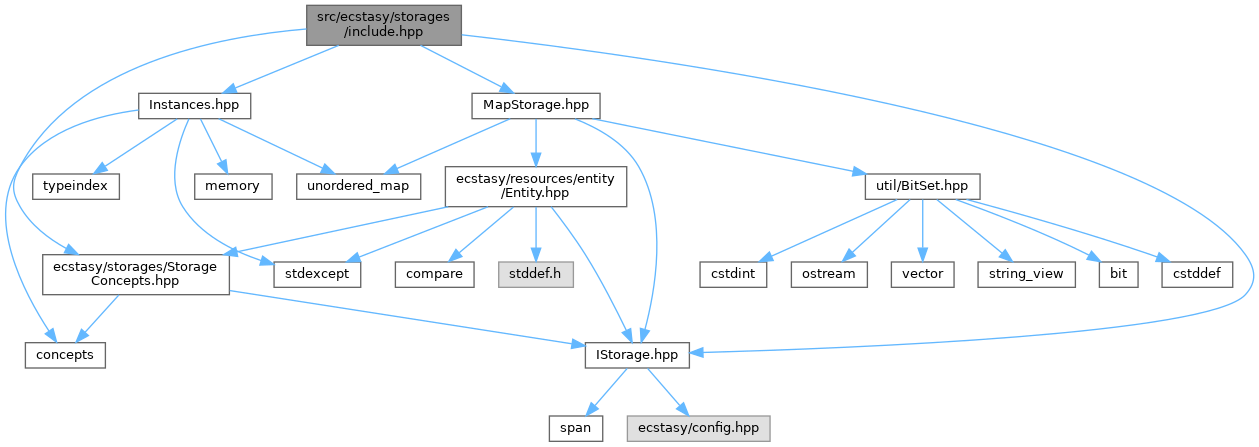 src/ecstasy/storages
/include.hpp
Instances.hpp
MapStorage.hpp
typeindex
memory
unordered_map
ecstasy/resources/entity
/Entity.hpp
util/BitSet.hpp
ecstasy/storages/Storage
Concepts.hpp
stdexcept
compare
stddef.h
cstdint
ostream
vector
string_view
bit
cstddef
concepts
IStorage.hpp
span
ecstasy/config.hpp